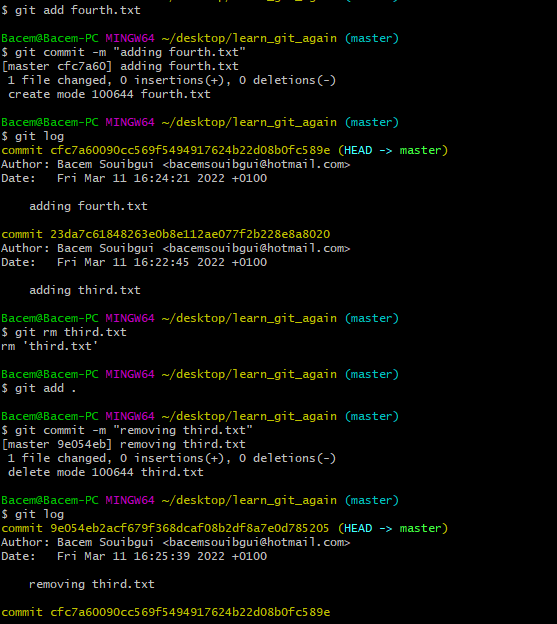 $ git add fourth.txt
Bacem@Bacem-PC MINGW64 ~/desktop/learn_git_again (master)
$ git commit -m "adding fourth.txt"
[master cfc7a60] adding fourth.txt
1 file changed, 0 insertions(+), 0 deletions(-)
create mode 100644 fourth.txt
Bacem@Bacem-PC MINGW64 ~/desktop/learn_git_again (master)
$ git log
commit cfc7a60090cc569f5494917624b22d08b0fc589e (HEAD -> master)
Author: Bacem Souibgui <bacemsouibgui@hotmail.com>
Date:   Fri Mar 11 16:24:21 2022 +0100
adding fourth.txt
commit 23da7c61848263e0b8e112ae077f2b228e8a8020
Author: Bacem Souibgui <bacemsouibgui@hotmail.com>
Date:   Fri Mar 11 16:22:45 2022 +0100
adding third.txt
Bacem@Bacem-PC MINGW64 ~/desktop/learn_git_again (master)
$ git rm third.txt
rm 'third.txt'
Bacem@Bacem-PC MINGW64 ~/desktop/learn_git_again (master)
$ git add .
Bacem@Bacem-PC MINGW64 ~/desktop/learn_git_again (master)
$ git commit -m "removing third.txt"
[master 9e054eb] removing third.txt
1 file changed, 0 insertions(+), 0 deletions(-)
delete mode 100644 third.txt
Bacem@Bacem-PC MINGW64 ~/desktop/learn_git_again (master)
$ git log
commit 9e054eb2acf679f368dcaf08b2df8a7e0d785205 (HEAD -> master)
Author: Bacem Souibgui <bacemsouibgui@hotmail.com>
Date:   Fri Mar 11 16:25:39 2022 +0100
removing third.txt
commit cfc7a60090cc569f5494917624b22d08b0fc589e